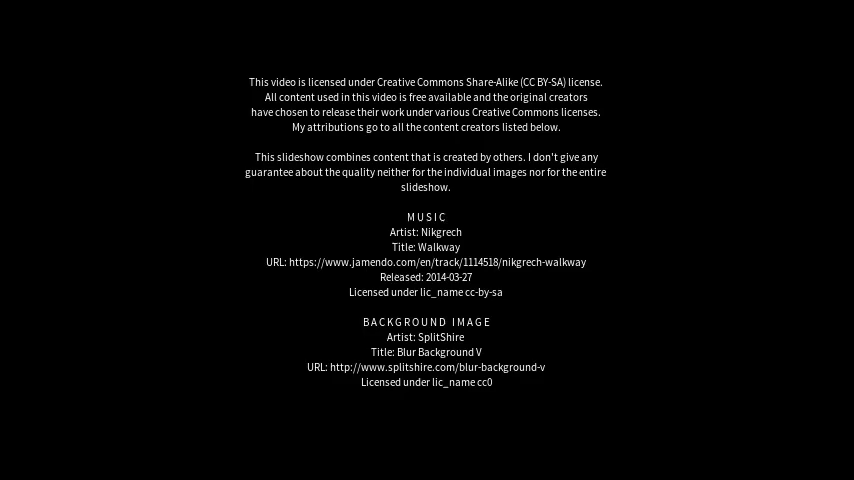 This video is licensed under Creative Commons Share-Alike (CC BY-SA) license.
All content used in this video is free available and the original creators
have chosen to release their work under various Creative Commons licenses.
My attributions go to all the content creators listed below.
This slideshow combines content that is created by others. I don't give any
guarantee about the quality neither for the individual images nor for the entire
slideshow.
MUSIC
Artist: Nikgrech
Title: Walkway
URL: https://www.jamendo.com/en/track/1114518/nikgrech-walkway
Released: 2014-03-27
Licensed under lic_name cc-by-sa
BACKGROUND IMAGE
Artist: SplitShire
Title: Blur Background V
URL: http://www.splitshire.com/blur-background-v
Licensed under lic_name cc0